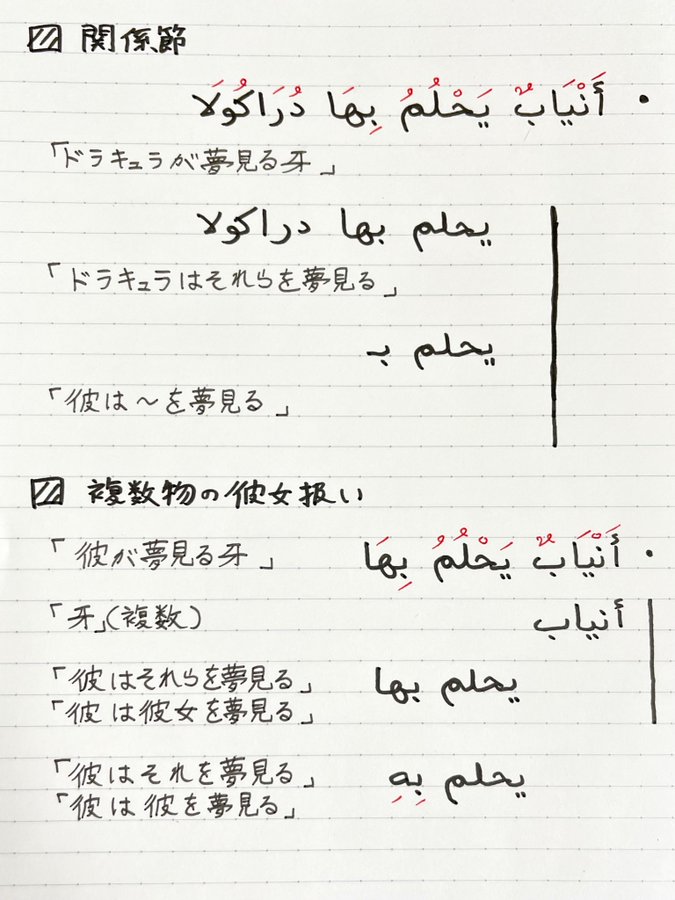 ▨ 関係節
• أَنْيَابٌ يَحْلُمُ بِهَا دُرَاكُولَا
「ドラキュラが夢見る牙」
يحلم بها دراكولا
「ドラキュラはそれらを夢見る」
يحلم بـ
「彼は～を夢見る」
▨ 複数物の彼女扱い
• أَنْيَابٌ يَحْلُمُ بِهَا
「彼が夢見る牙」
أنياب
「牙」(複数)
يحلم بها
「彼はそれらを夢見る」
「彼は彼女を夢見る」
يحلم بِهِ
「彼はそれを夢見る」
「彼は彼を夢見る」